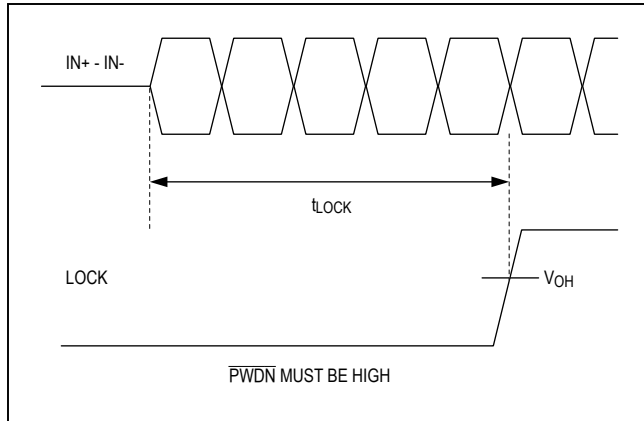 IN+ - IN-
tLOCK
LOCK
VOH
PWDN MUST BE HIGH